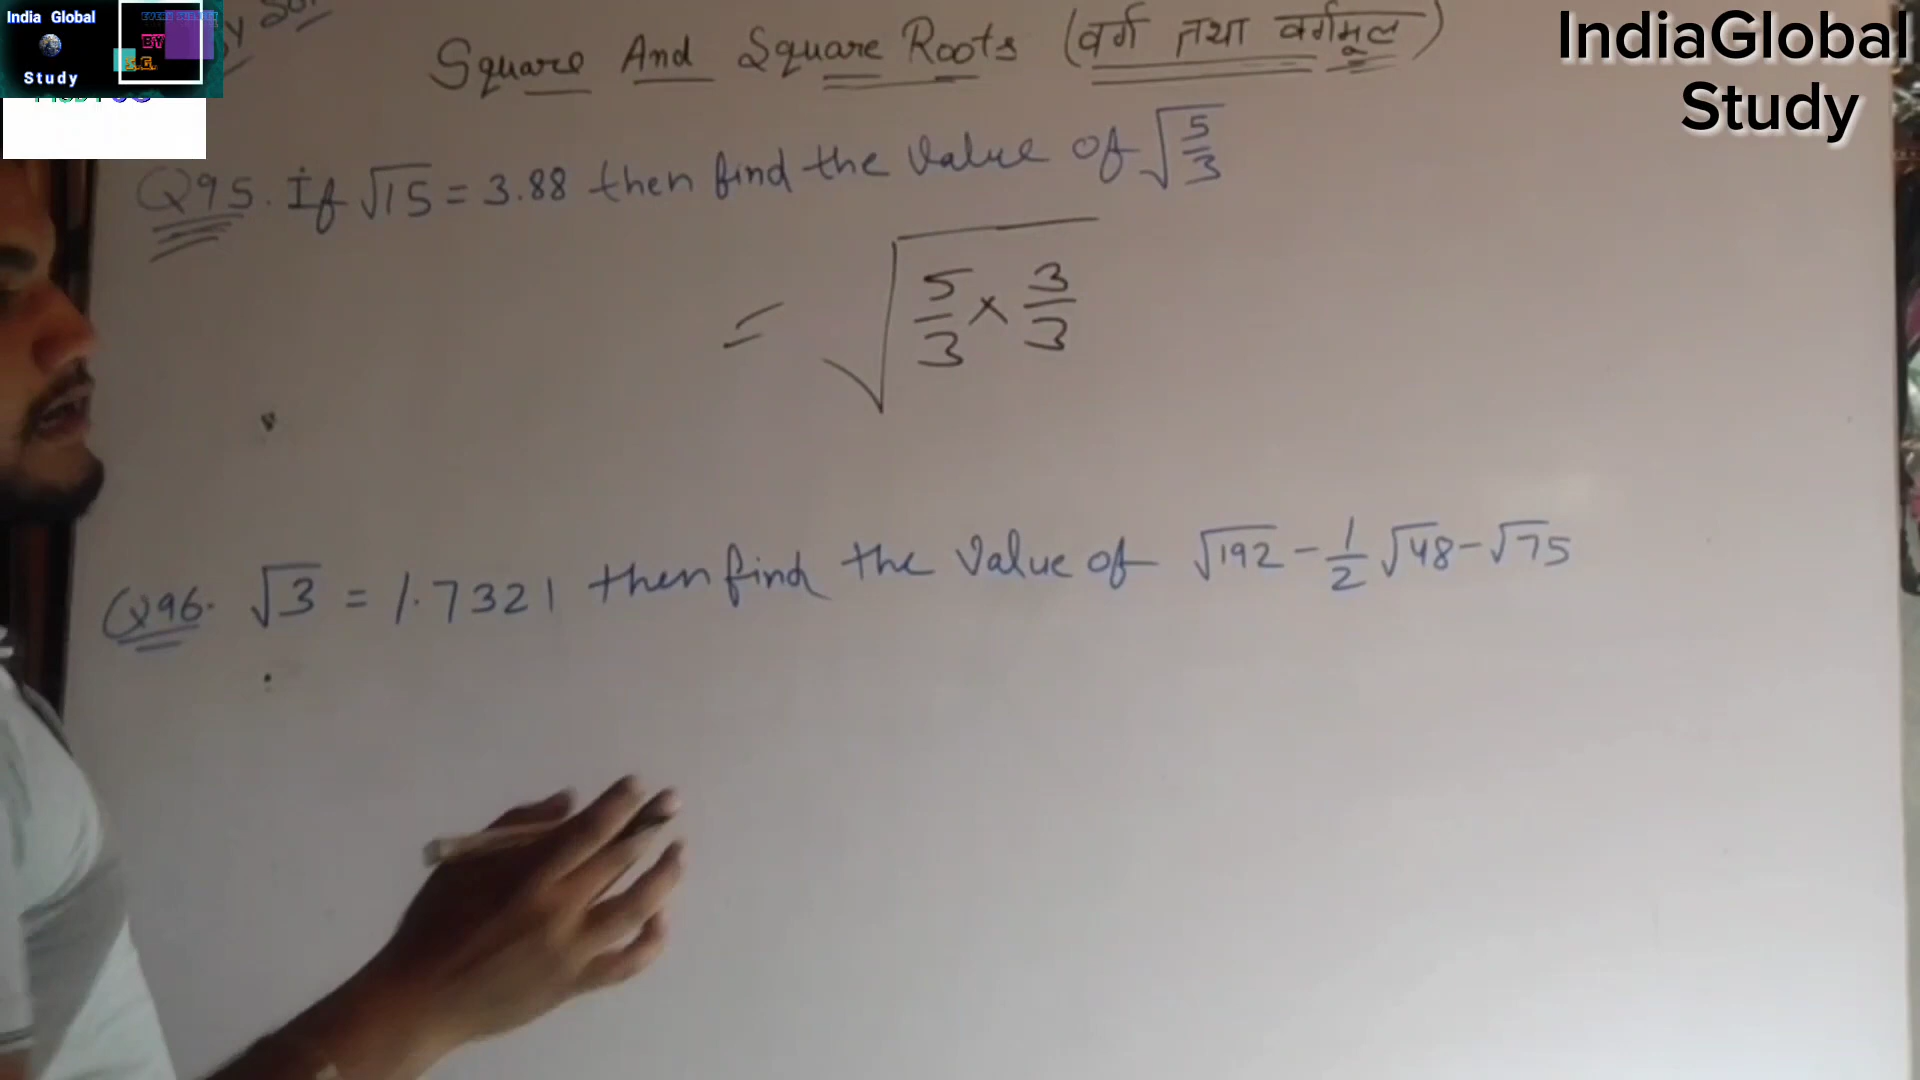 India Global
Study
BY
S.G.
IndiaGlobal
Study
Square And Square Roots (वर्ग तथा वर्गमूल)
Q95. If √15 = 3.88 then find the value of √(5/3)
= √(5/3 × 3/3)
Q96. √3 = 1.7321 then find the value of √192 - 1/2 √48 - √75